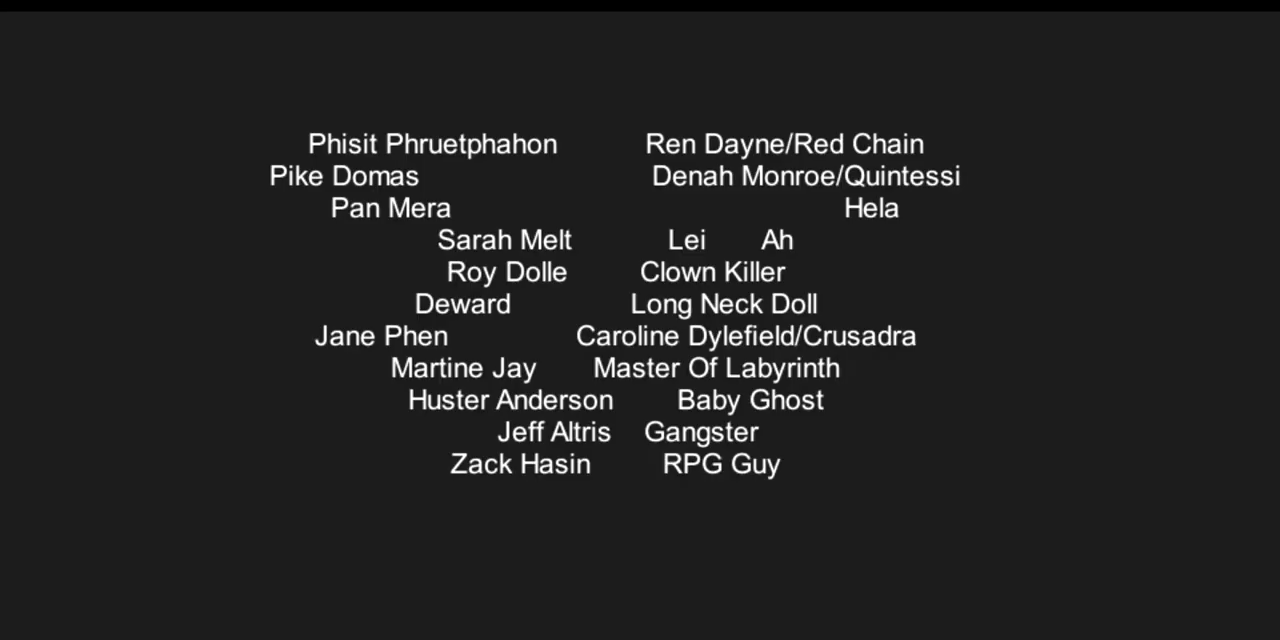 Phisit Phruetphahon Ren Dayne/Red Chain
Pike Domas Denah Monroe/Quintessi
Pan Mera Hela
Sarah Melt Lei Ah
Roy Dolle Clown Killer
Deward Long Neck Doll
Jane Phen Caroline Dylefield/Crusadra
Martine Jay Master Of Labyrinth
Huster Anderson Baby Ghost
Jeff Altris Gangster
Zack Hasin RPG Guy